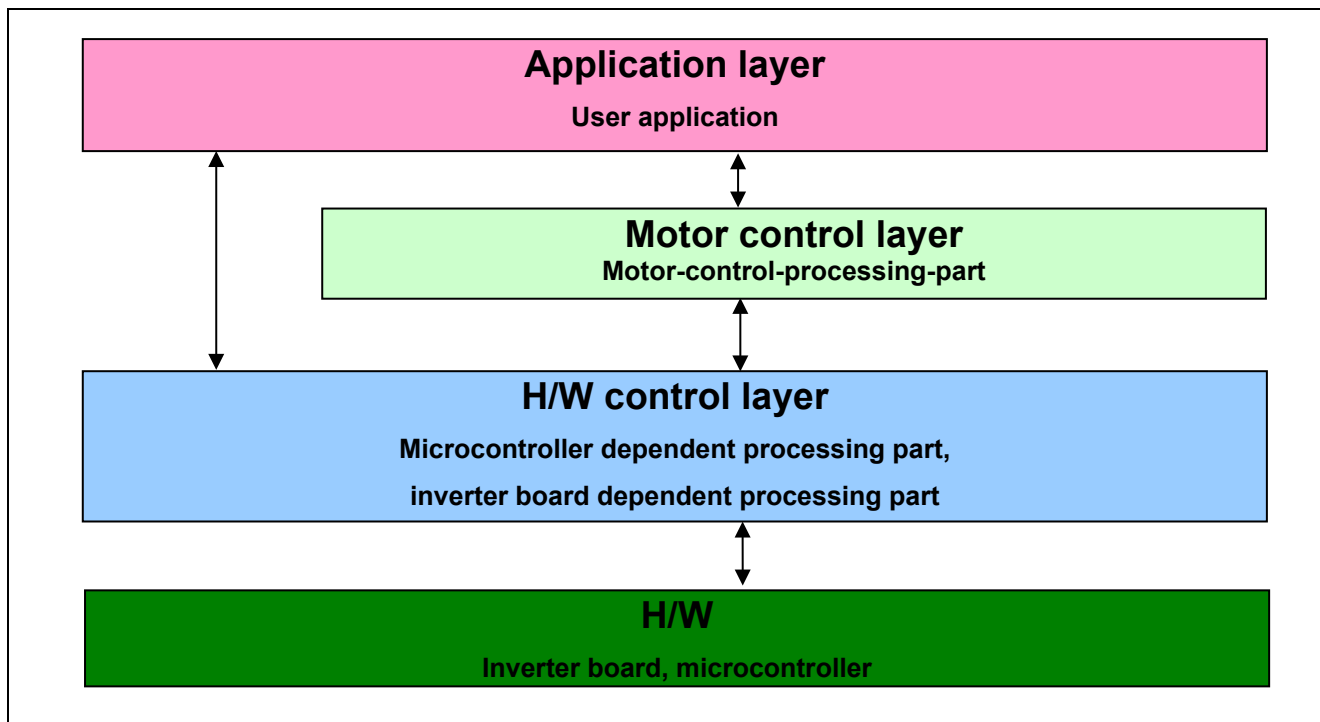 Application layer
User application
Motor control layer
Motor-control-processing-part
H/W control layer
Microcontroller dependent processing part,
inverter board dependent processing part
H/W
Inverter board, microcontroller